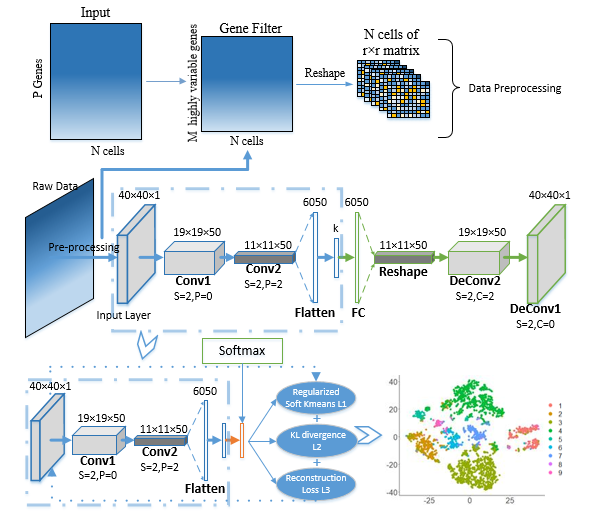 Input
Gene Filter
N cells of
r×r matrix
P Genes
M highly variable genes
Reshape
Data Preprocessing
N cells
N cells
Raw Data
Pre-processing
40×40×1
19×19×50
11×11×50
6050
k
6050
11×11×50
19×19×50
40×40×1
Conv1
S=2,P=0
Conv2
S=2,P=2
Reshape
DeConv2
S=2,C=2
DeConv1
S=2,C=0
Input Layer
Flatten
FC
Softmax
40×40×1
19×19×50
11×11×50
6050
Conv1
S=2,P=0
Conv2
S=2,P=2
Flatten
Regularized
Soft Kmeans L1
+
KL divergence
L2
+
Reconstruction
Loss L3
40
20
0
-20
-40
-25
0
25
1
2
3
4
5
6
7
8
9